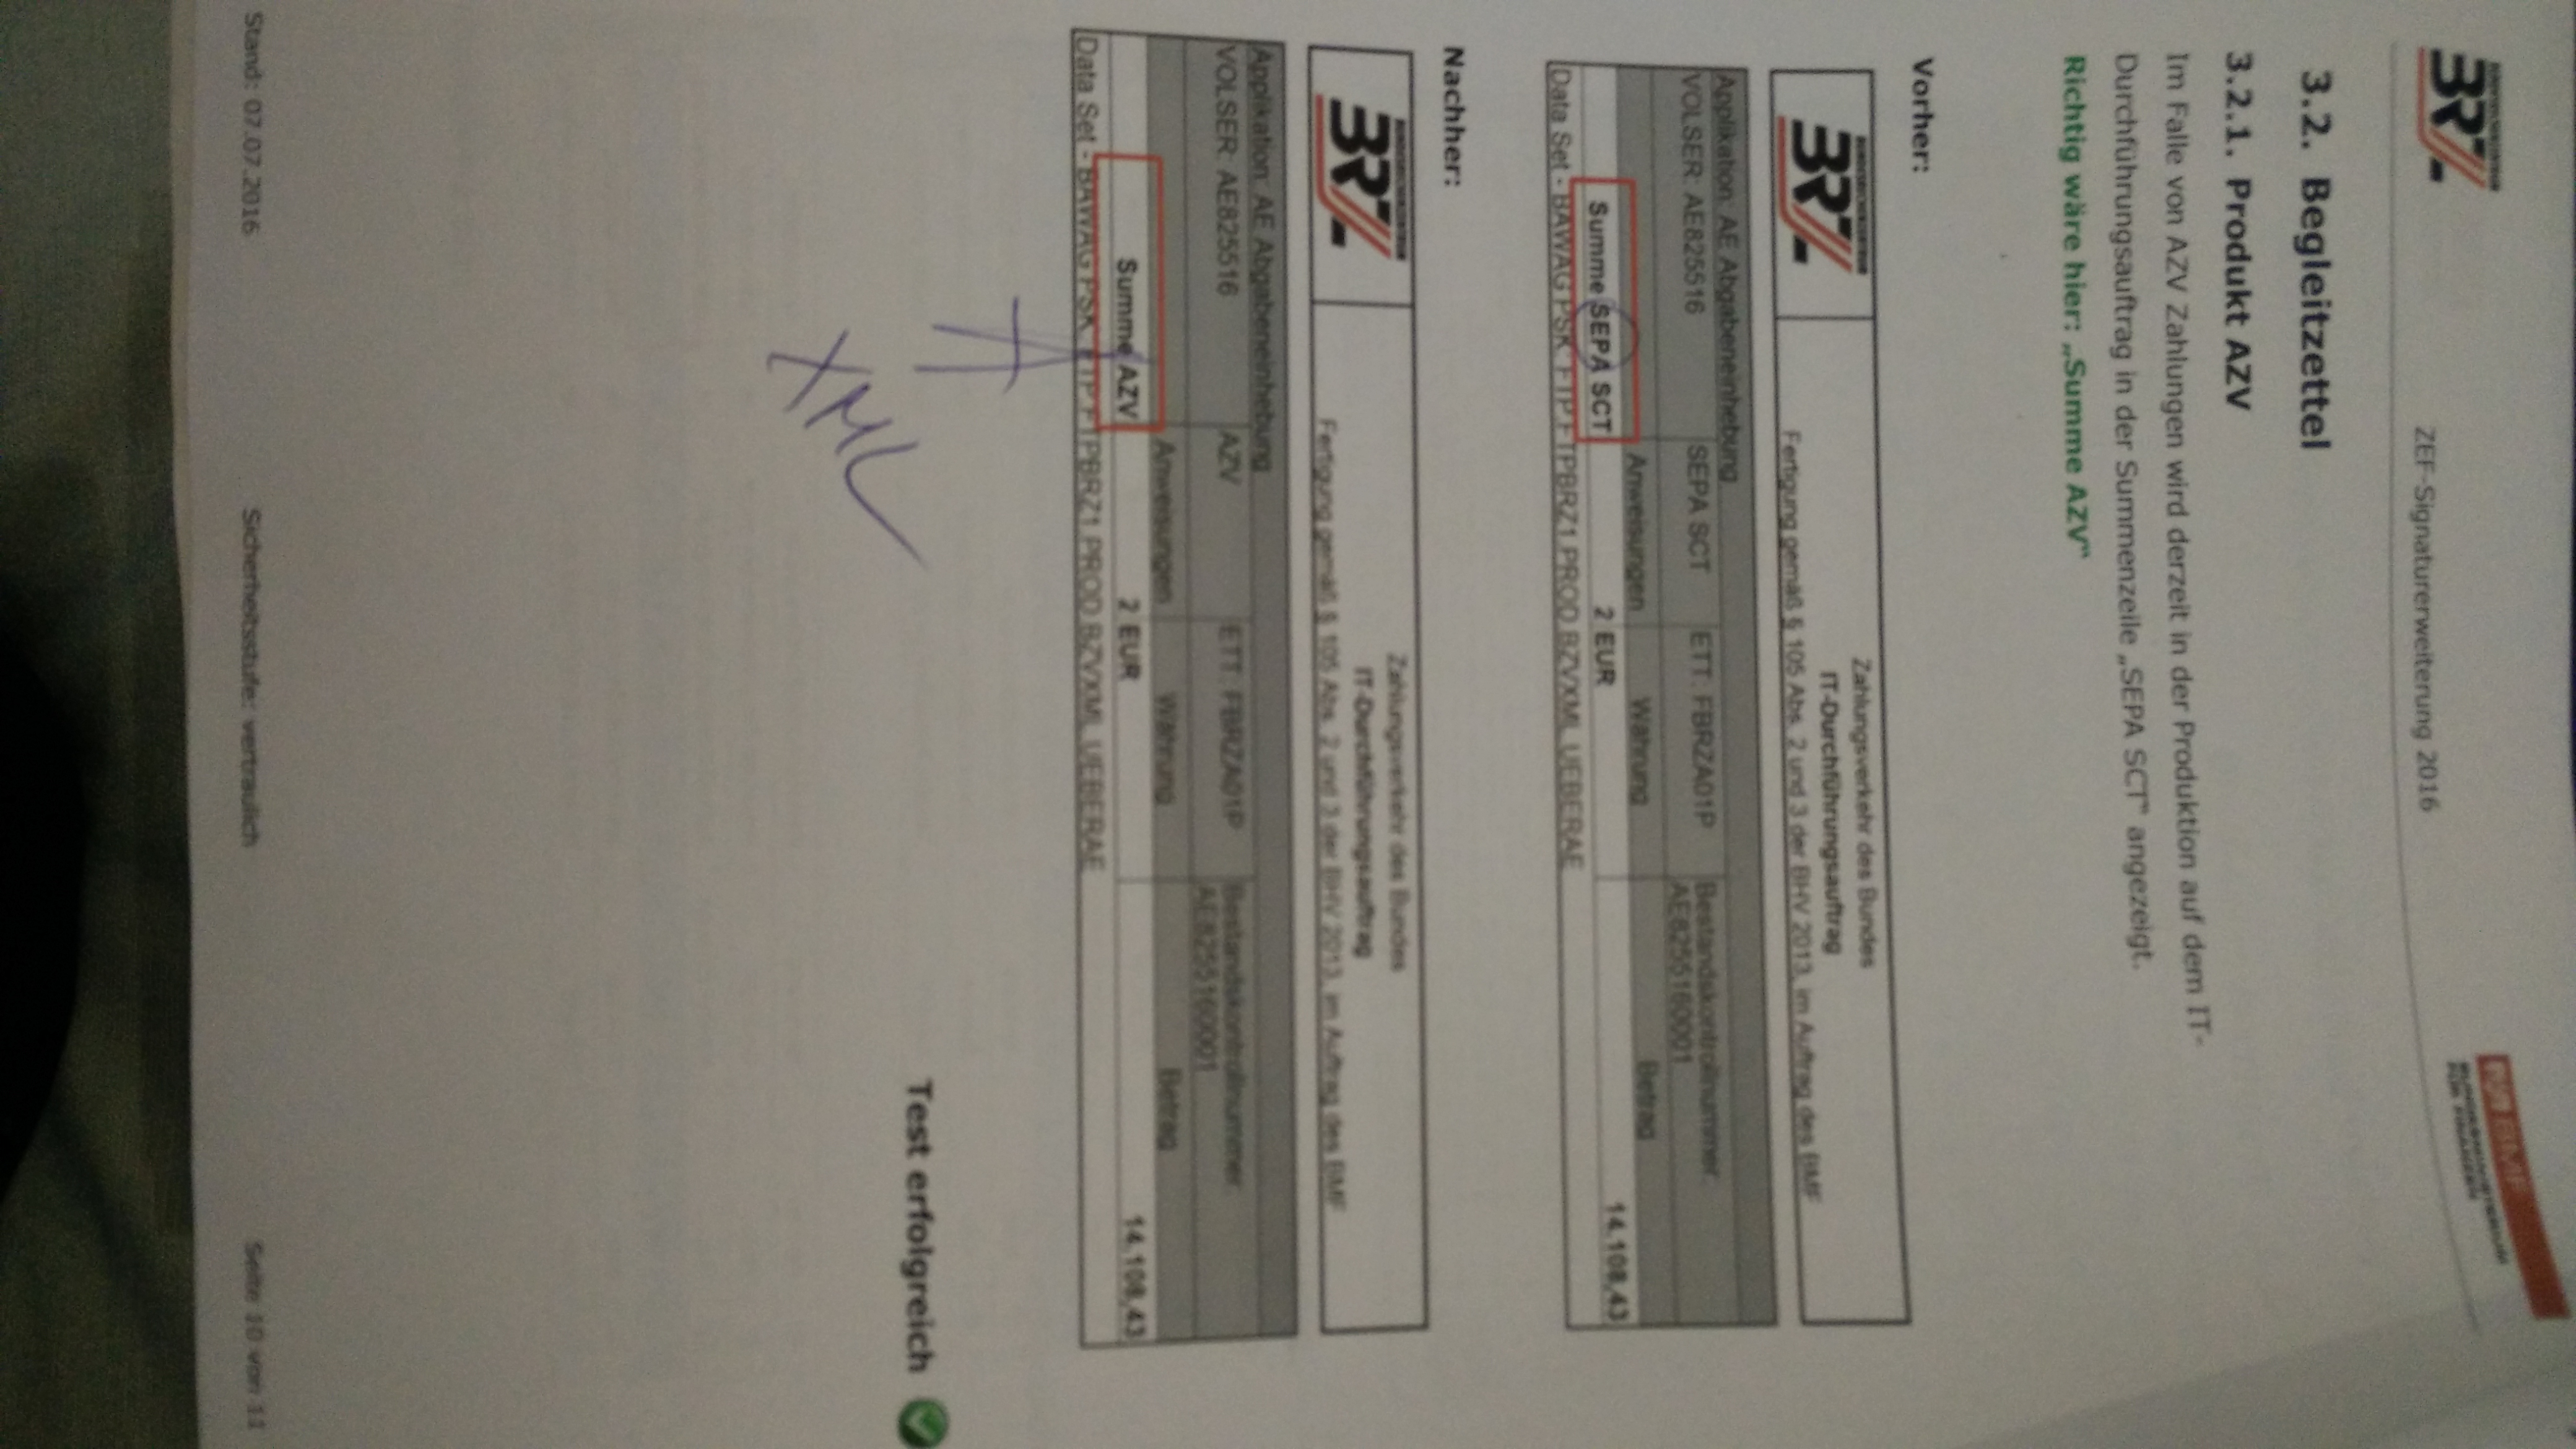 BUNDESRECHENZENTRUM
BRZ
BMF
BUNDESMINISTERIUM
FÜR FINANZEN
ZEF-Signaturerweiterung 2016
3.2. Begleitzettel
3.2.1. Produkt AZV
Im Falle von AZV Zahlungen wird derzeit in der Produktion auf dem IT-
Durchführungsauftrag in der Summenzeile „SEPA SCT“ angezeigt.
Richtig wäre hier: „Summe AZV“
Vorher:
BUNDESRECHENZENTRUM
BRZ
Zahlungsverkehr des Bundes
IT-Durchführungsauftrag
Fertigung gemäß § 105 Abs. 2 und 3 der BHV 2013, im Auftrag des BMF
Applikation: AE Abgabeneinhebung
VOLSER: AE825516 SEPA SCT ETT: FBRZA01P Bestandskontrollnummer:
AE8255160001
Anweisungen Währung Betrag
Summe SEPA SCT 2 EUR 14.108,43
Data Set - BAWAG PSK: FTP.FTPBRZ1.PROD.BZVXML.UEBERAE
Nachher:
BUNDESRECHENZENTRUM
BRZ
Zahlungsverkehr des Bundes
IT-Durchführungsauftrag
Fertigung gemäß § 105 Abs. 2 und 3 der BHV 2013, im Auftrag des BMF
Applikation: AE Abgabeneinhebung
VOLSER: AE825516 AZV ETT: FBRZA01P Bestandskontrollnummer:
AE8255160001
Anweisungen Währung Betrag
Summe AZV 2 EUR 14.108,43
Data Set - BAWAG PSK: FTP.FTPBRZ1.PROD.BZVXML.UEBERAE
XML
Test erfolgreich
Stand: 07.07.2016 Sicherheitsstufe: vertraulich Seite 10 von 11